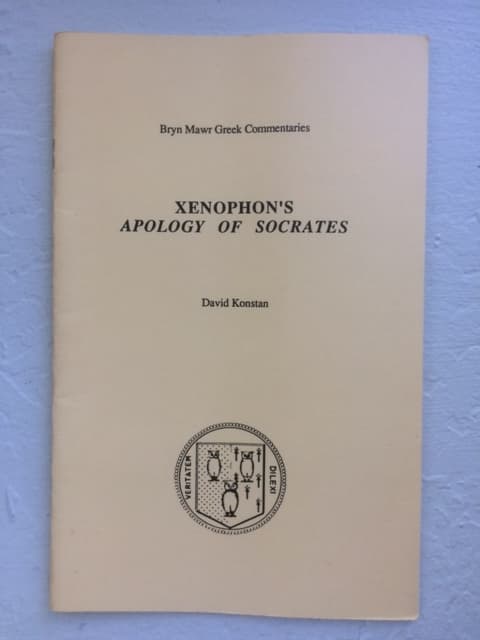 Bryn Mawr Greek Commentaries
XENOPHON'S
APOLOGY OF SOCRATES
David Konstan
VERITATEM
DILEXI